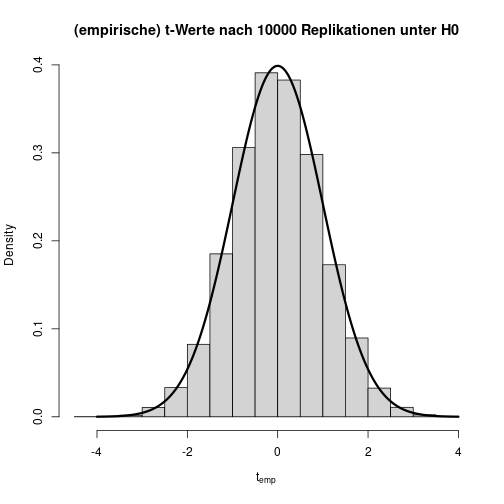 (empirische) t-Werte nach 10000 Replikationen unter H0
0.4
0.3
0.2
0.1
0.0
Density
-4 -2 0 2 4
temp